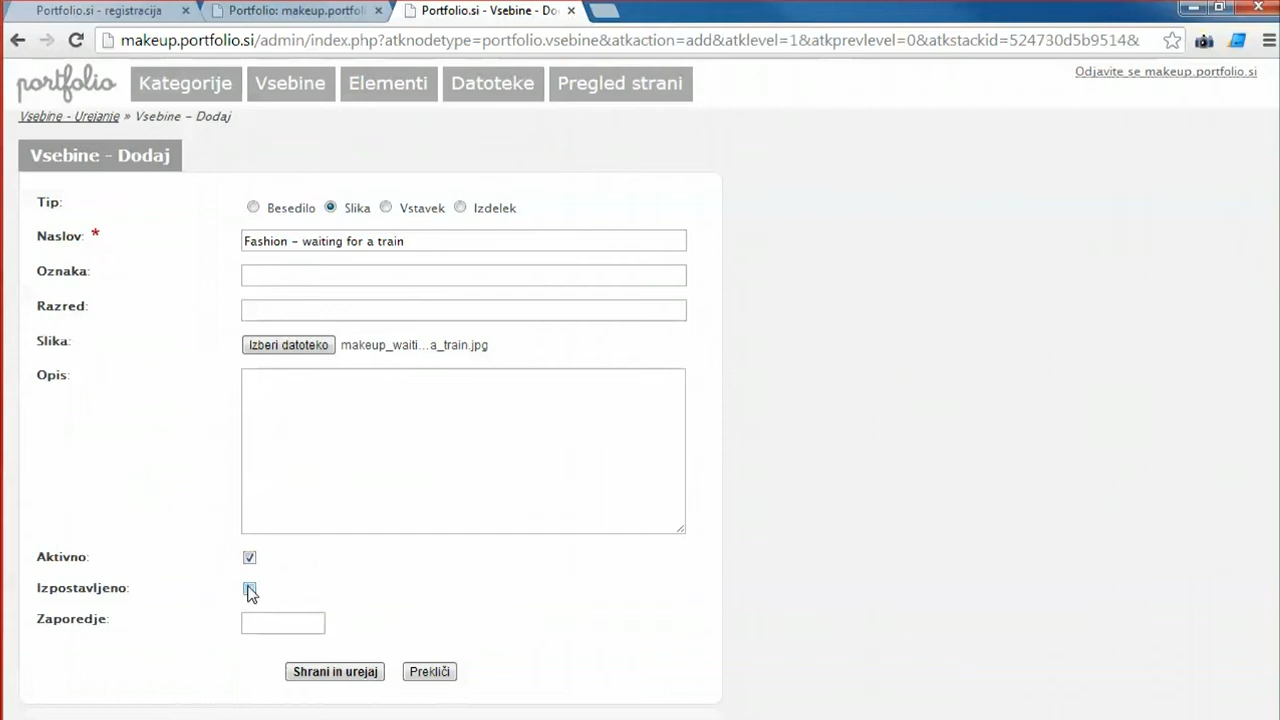 Portfolio.si - registracija
Portfolio: makeup.portfol
Portfolio.si - Vsebine - Do
makeup.portfolio.si/admin/index.php?atknodetype=portfolio.vsebine&atkaction=add&atklevel=1&atkprevlevel=0&atkstackid=524730d5b9514&
portfolio
Kategorije
Vsebine
Elementi
Datoteke
Pregled strani
Odjavite se makeup.portfolio.si
Vsebine - Urejanje » Vsebine - Dodaj
Vsebine - Dodaj
Tip:
Besedilo
Slika
Vstavek
Izdelek
Naslov: *
Fashion - waiting for a train
Oznaka:
Razred:
Slika:
Izberi datoteko
makeup_waiti...a_train.jpg
Opis:
Aktivno:
Izpostavljeno:
Zaporedje:
Shrani in urejaj
Prekliči